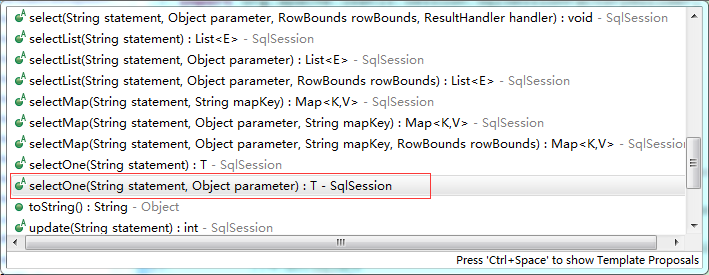 select(String statement, Object parameter, RowBounds rowBounds, ResultHandler handler) : void - SqlSession
selectList(String statement) : List<E> - SqlSession
selectList(String statement, Object parameter) : List<E> - SqlSession
selectList(String statement, Object parameter, RowBounds rowBounds) : List<E> - SqlSession
selectMap(String statement, String mapKey) : Map<K,V> - SqlSession
selectMap(String statement, Object parameter, String mapKey) : Map<K,V> - SqlSession
selectMap(String statement, Object parameter, String mapKey, RowBounds rowBounds) : Map<K,V> - SqlSession
selectOne(String statement) : T - SqlSession
selectOne(String statement, Object parameter) : T - SqlSession
toString() : String - Object
update(String statement) : int - SqlSession
Press 'Ctrl+Space' to show Template Proposals